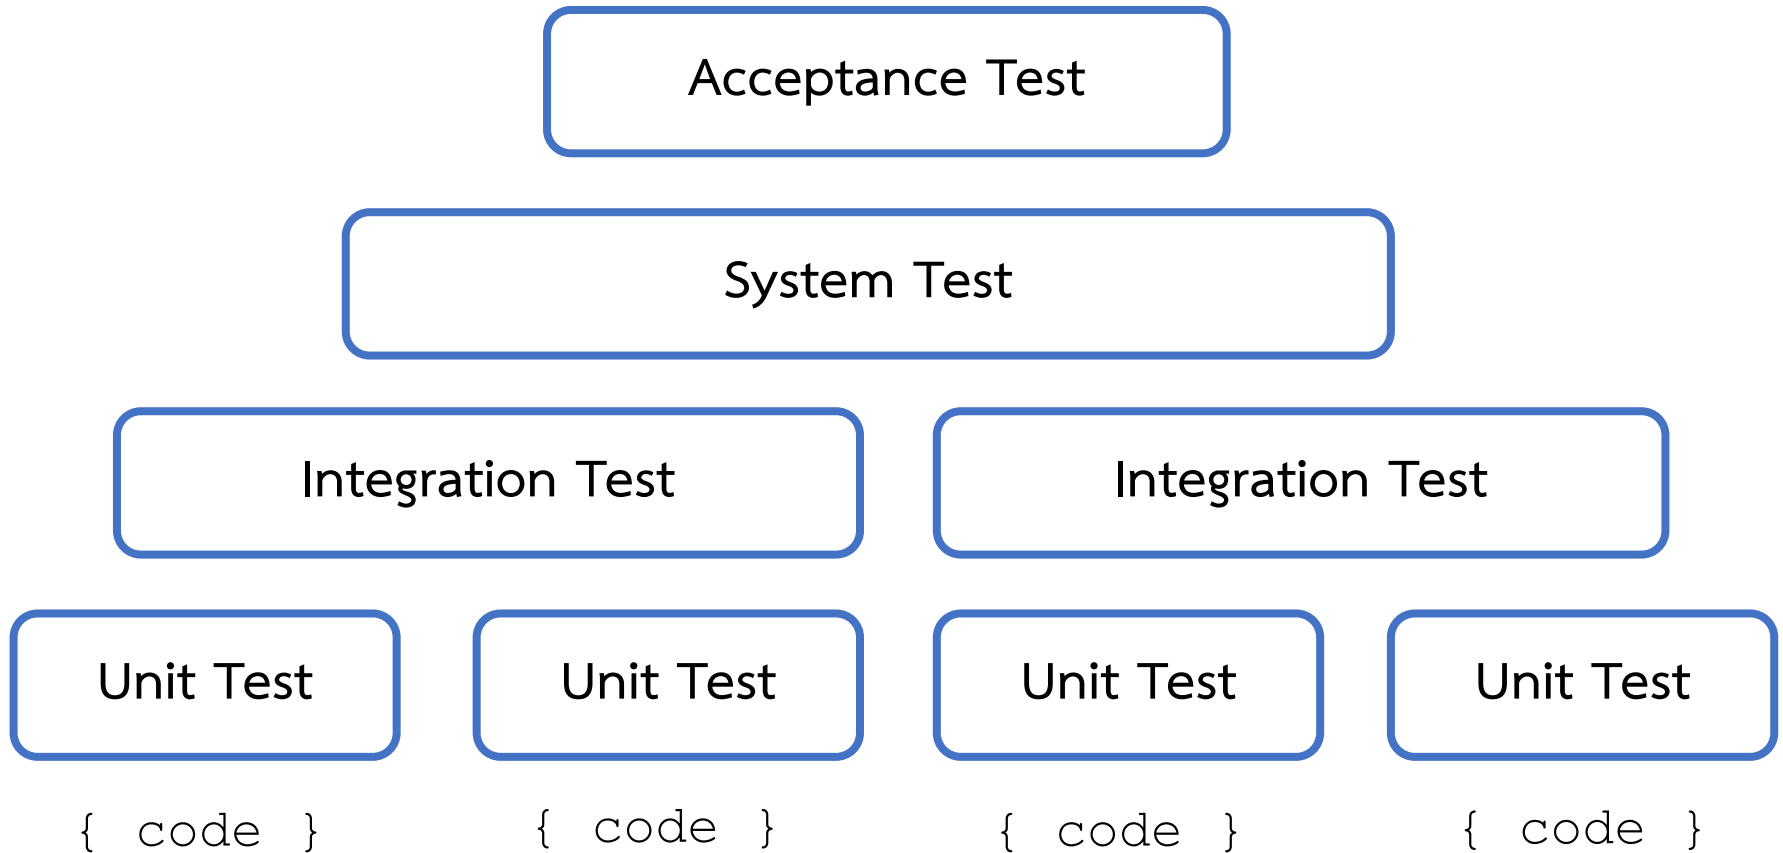 Acceptance Test
System Test
Integration Test Integration Test
Unit Test Unit Test Unit Test Unit Test
{ code } { code } { code } { code }